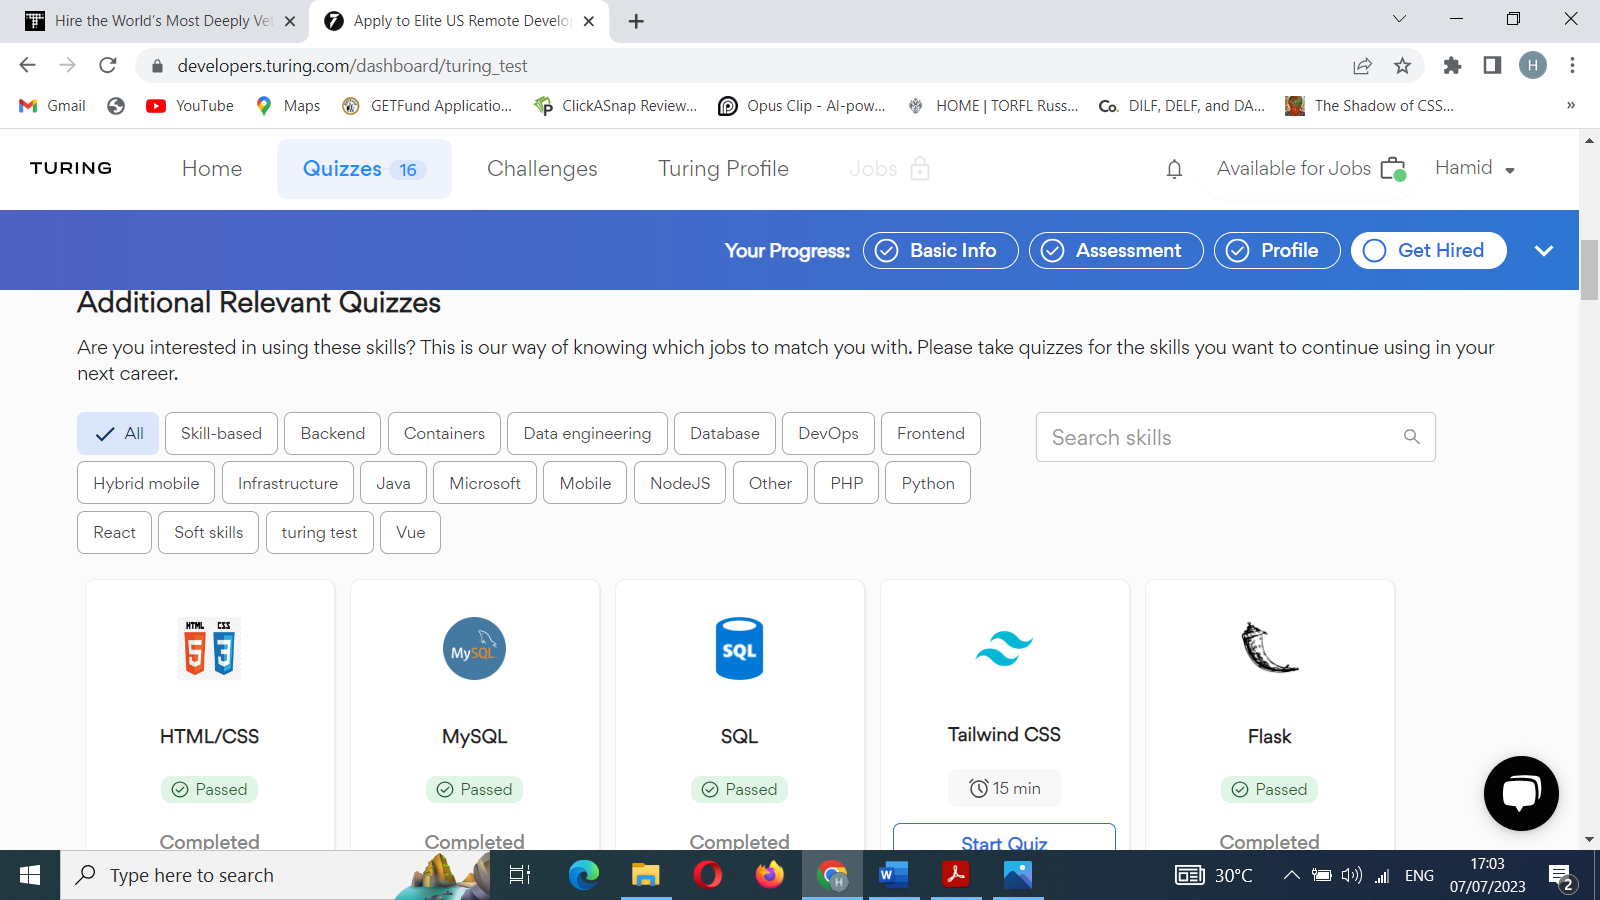 Hire the World's Most Deeply Vet
Apply to Elite US Remote Develo
developers.turing.com/dashboard/turing_test
H
Gmail
YouTube
Maps
GETFund Applicatio...
ClickASnap Review...
Opus Clip - AI-pow...
HOME | TORFL Russ...
Co. DILF, DELF, and DA...
The Shadow of CSS...
»
TURING
Home
Quizzes 16
Challenges
Turing Profile
Jobs
Available for Jobs
Hamid
Your Progress:
Basic Info
Assessment
Profile
Get Hired
Additional Relevant Quizzes
Are you interested in using these skills? This is our way of knowing which jobs to match you with. Please take quizzes for the skills you want to continue using in your
next career.
All
Skill-based
Backend
Containers
Data engineering
Database
DevOps
Frontend
Search skills
Hybrid mobile
Infrastructure
Java
Microsoft
Mobile
NodeJS
Other
PHP
Python
React
Soft skills
turing test
Vue
HTML CSS
5 3
MySQL
SQL
HTML/CSS
MySQL
SQL
Tailwind CSS
Flask
Passed
Passed
Passed
15 min
Passed
Completed
Completed
Completed
Start Quiz
Completed
Type here to search
H
W
30°C
ENG
17:03
07/07/2023
2